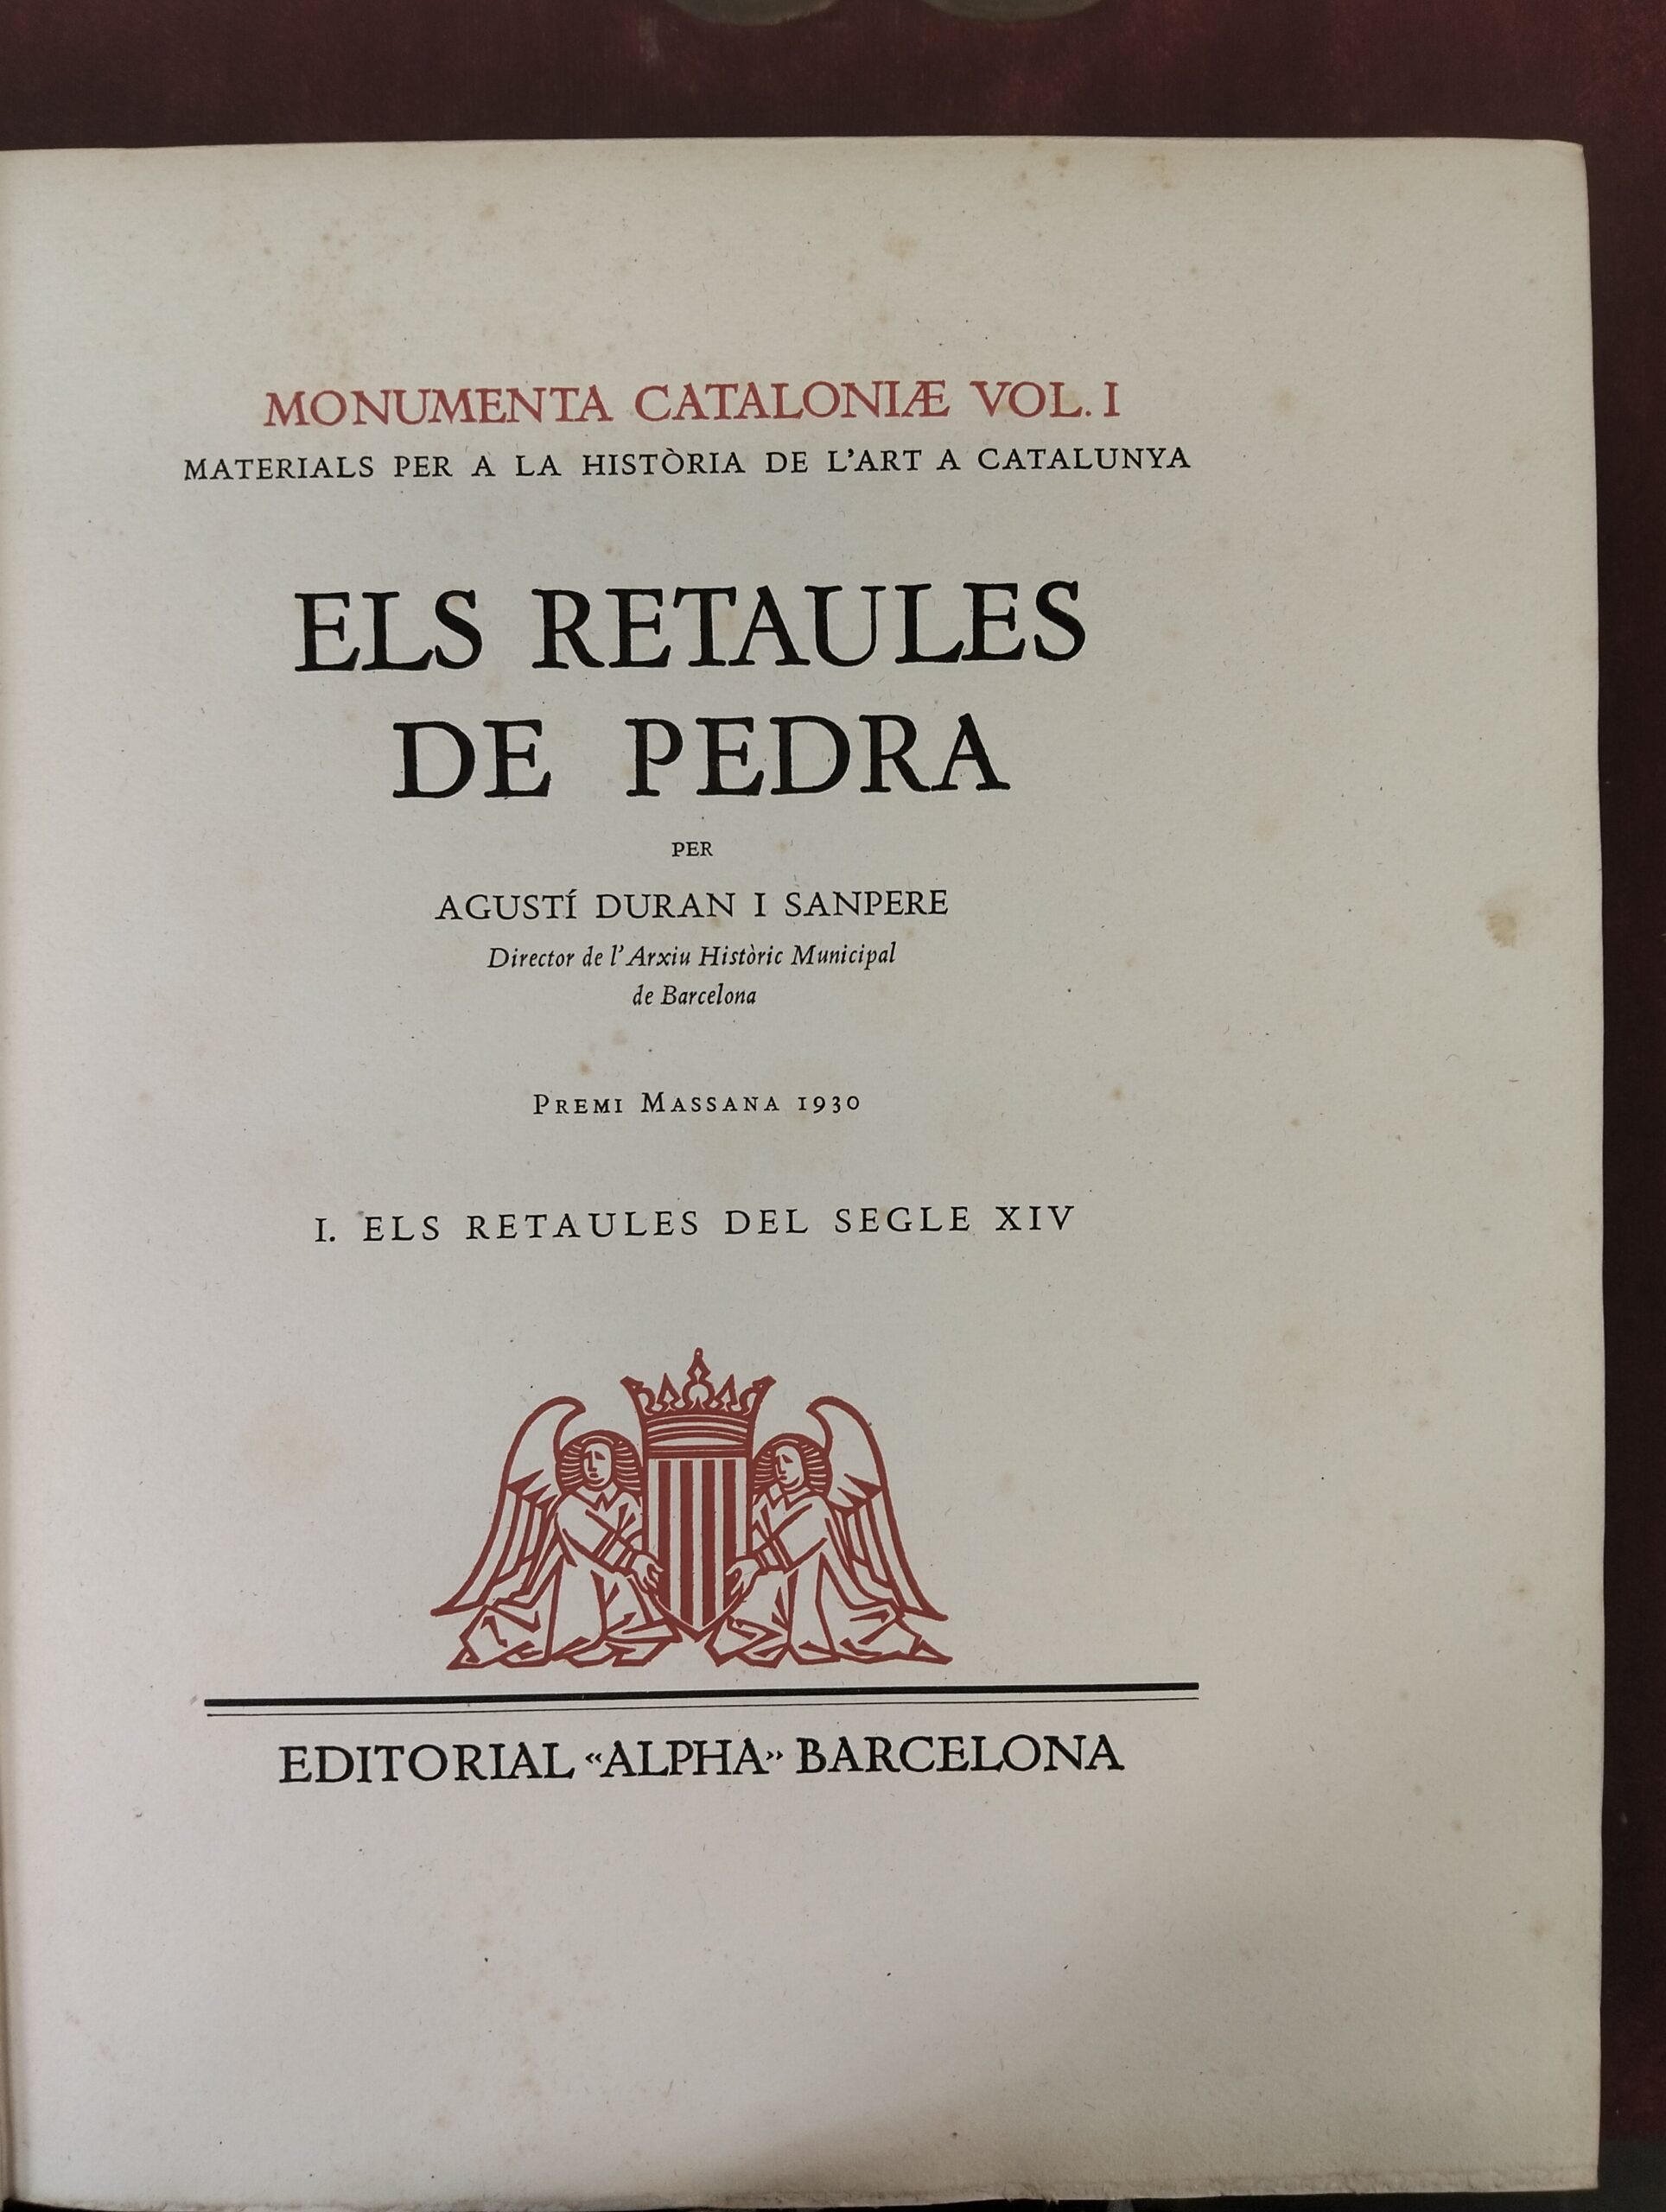 MONUMENTA CATALONIÆ VOL. I
MATERIALS PER A LA HISTÒRIA DE L'ART A CATALUNYA
ELS RETAULES
DE PEDRA
PER
AGUSTÍ DURAN I SANPERE
Director de l'Arxiu Històric Municipal
de Barcelona
PREMI MASSANA 1930
I. ELS RETAULES DEL SEGLE XIV
EDITORIAL «ALPHA» BARCELONA